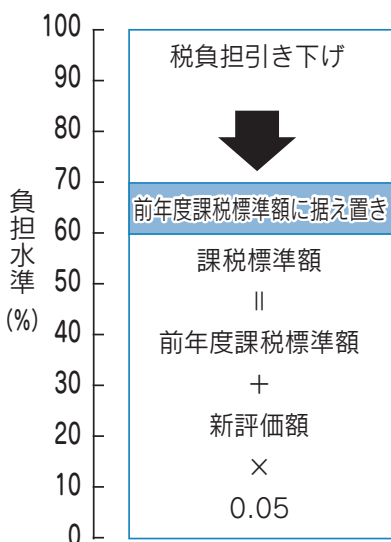 負担水準
(%)
100
90
80
70
60
50
40
30
20
10
0
税負担引き下げ
前年度課税標準額に据え置き
課税標準額
=
前年度課税標準額
+
新評価額
×
0.05